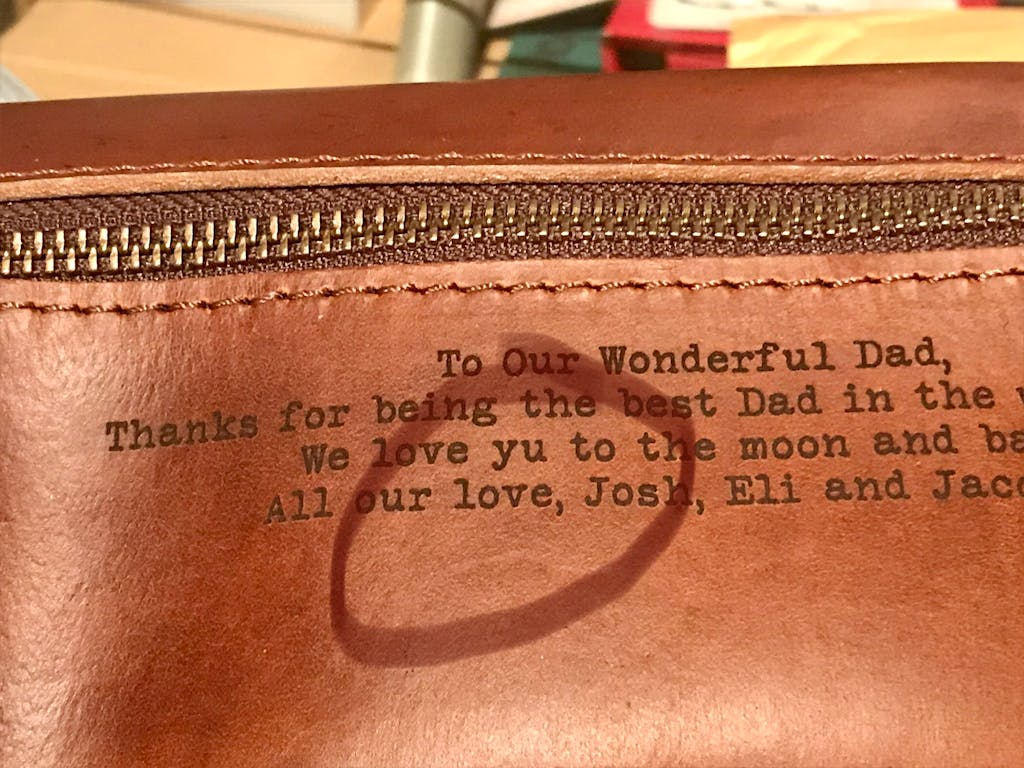 To Our Wonderful Dad,
Thanks for being the best Dad in the
We love yu to the moon and
All our love, Josh, Eli and